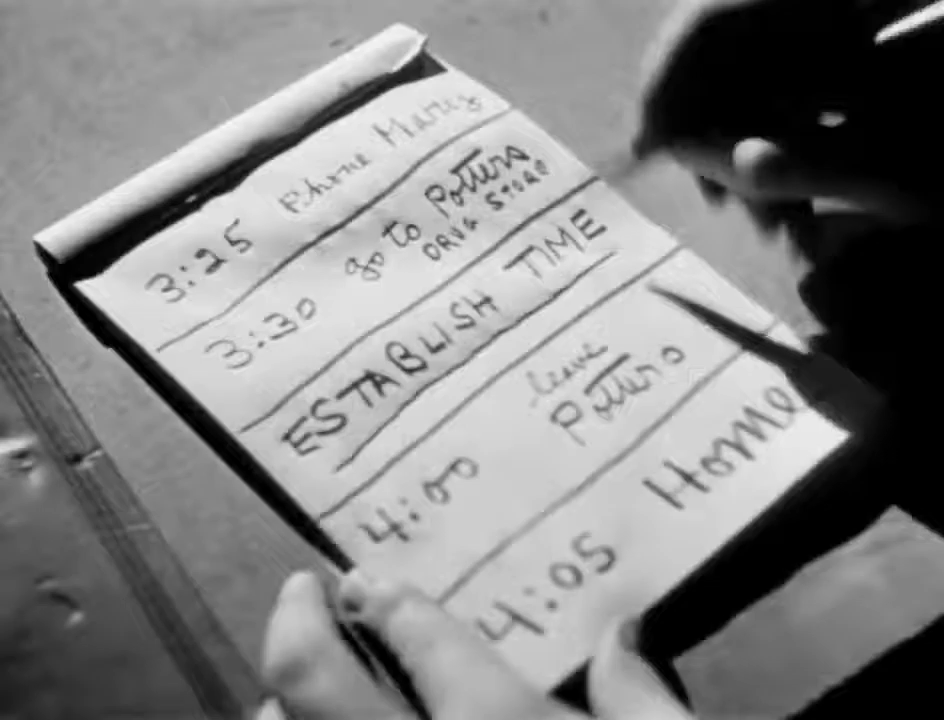 3:25 Phone Mary
3:30 go to Potters
DRUG STORE
ESTABLISH TIME
leave
4:00 Potters
4:05 Home